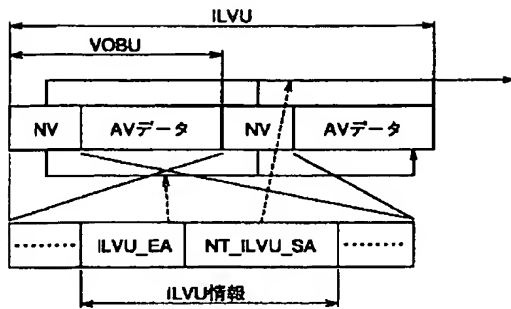 ILVU
VOBU
NV AVデータ NV AVデータ
········ ILVU_EA NT_ILVU_SA ········
ILVU情報